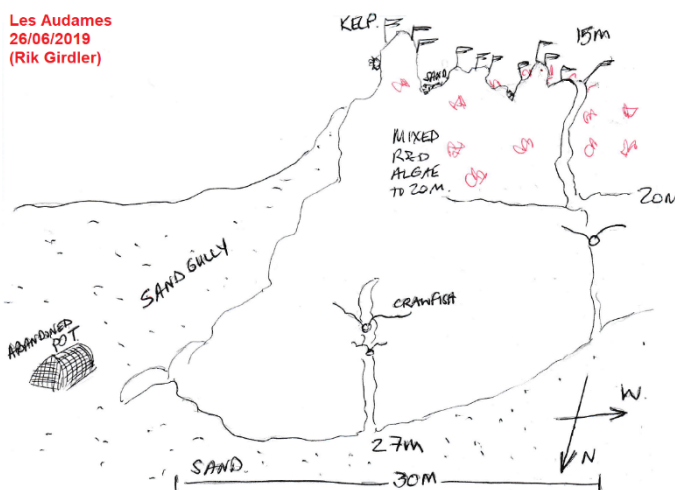 Les Audames
26/06/2019
(Rik Girdler)
KELP.
15M
SAND
MIXED
RED
ALGAE
TO 20M.
20M
SAND GULLY
CRAWFISH
ABANDONED
POT.
W.
N
27M
SAND.
30M